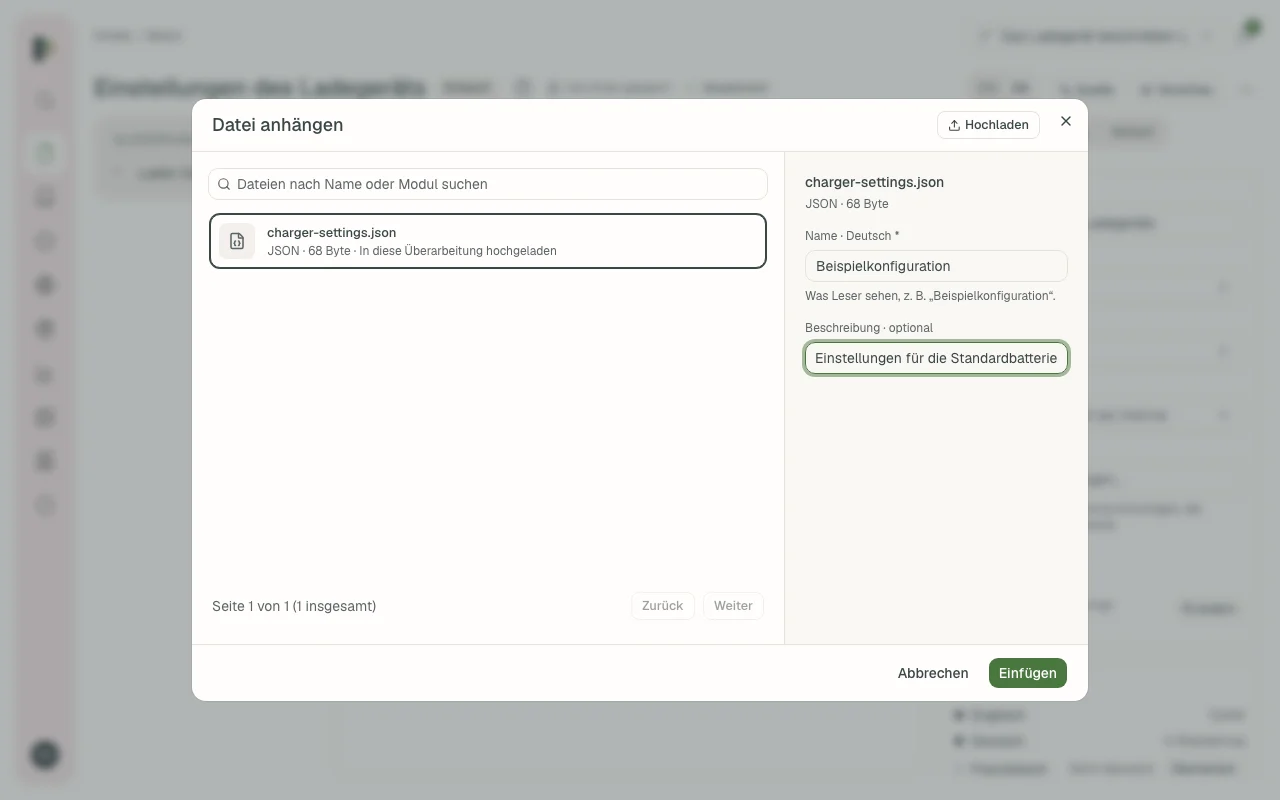 Einstellungen des Ladegeräts
Datei anhängen
Hochladen
Dateien nach Name oder Modul suchen
charger-settings.json
JSON · 68 Byte · In diese Überarbeitung hochgeladen
Seite 1 von 1 (1 insgesamt)
Zurück
Weiter
charger-settings.json
JSON · 68 Byte
Name · Deutsch *
Beispielkonfiguration
Was Leser sehen, z. B. „Beispielkonfiguration“.
Beschreibung · optional
Einstellungen für die Standardbatterie
Abbrechen
Einfügen